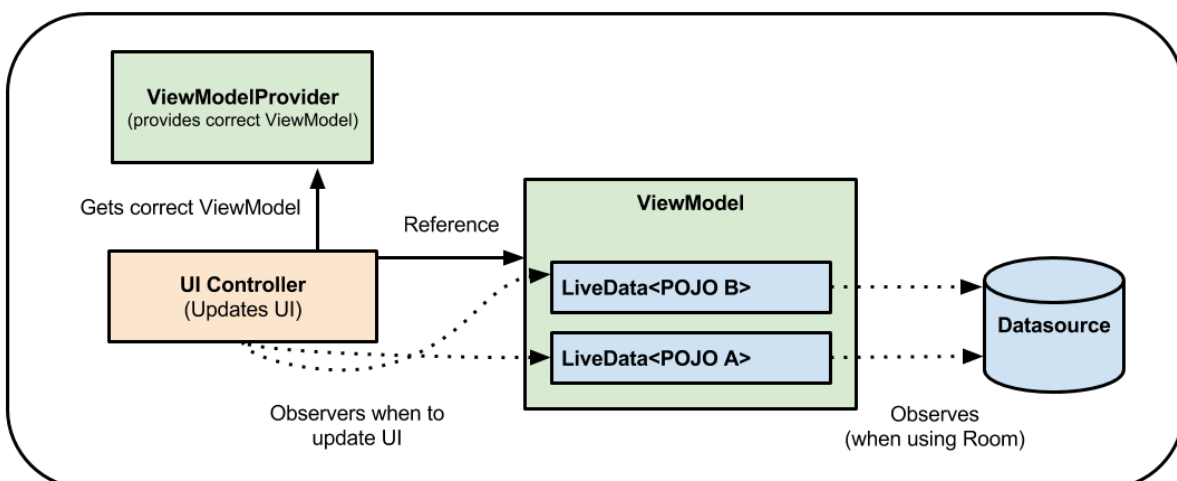 ViewModelProvider
(provides correct ViewModel)
Gets correct ViewModel
Reference
ViewModel
UI Controller
(Updates UI)
LiveData<POJO B>
LiveData<POJO A>
Datasource
Observers when to
update UI
Observes
(when using Room)